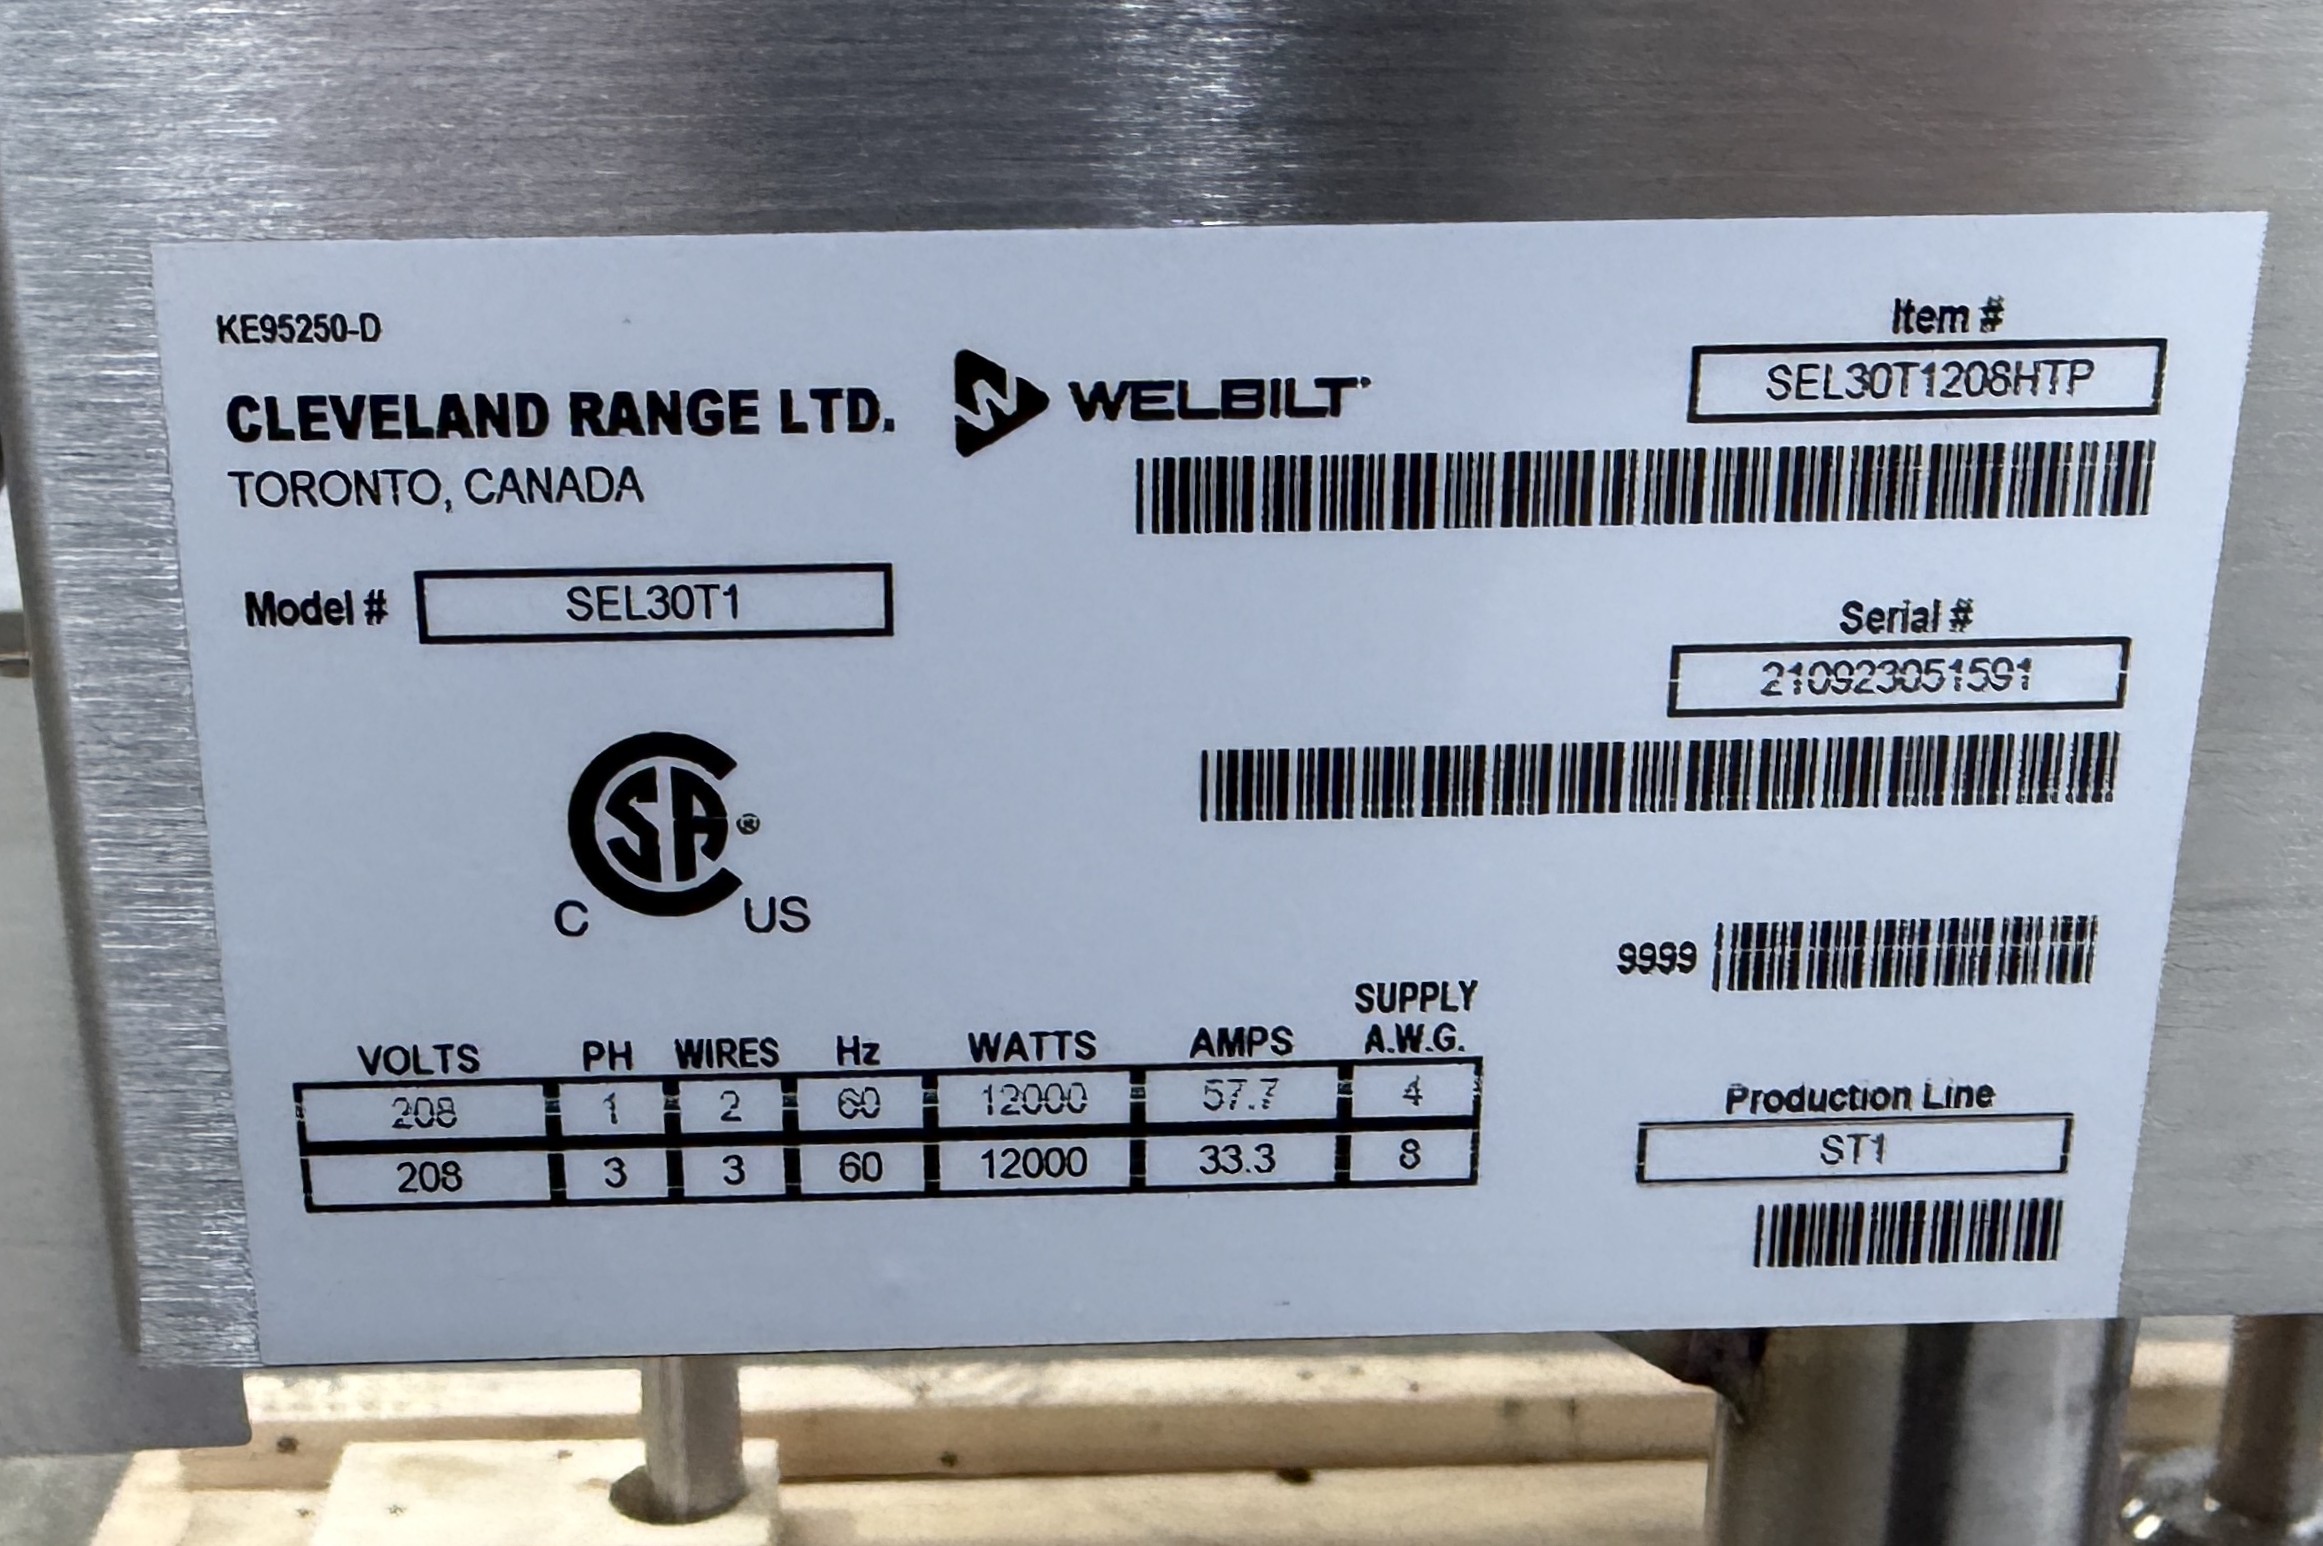 KE95250-D
CLEVELAND RANGE LTD.
TORONTO, CANADA
WELBILT
Item #
SEL30T1208HTP
Model # SEL30T1
Serial #
210923051591
CSA ®
C US
9999
VOLTS PH WIRES Hz WATTS AMPS SUPPLY A.W.G.
208 1 2 60 12000 57.7 4
208 3 3 60 12000 33.3 8
Production Line
ST1